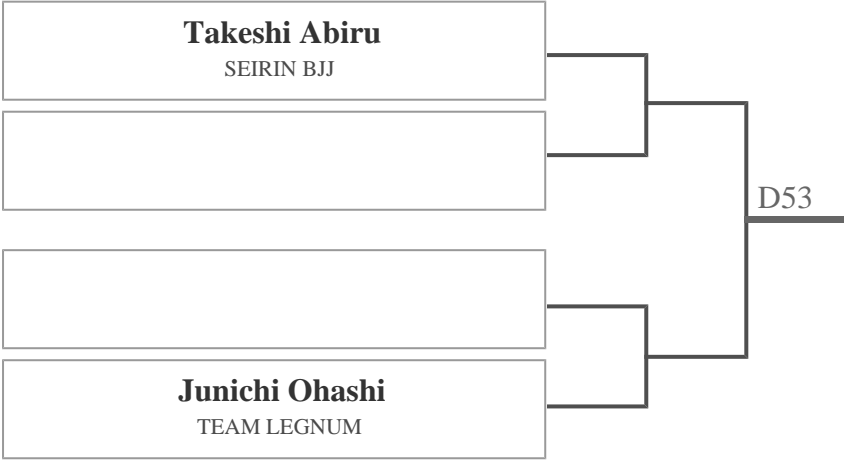 Takeshi Abiru
SEIRIN BJJ
D53
Junichi Ohashi
TEAM LEGNUM